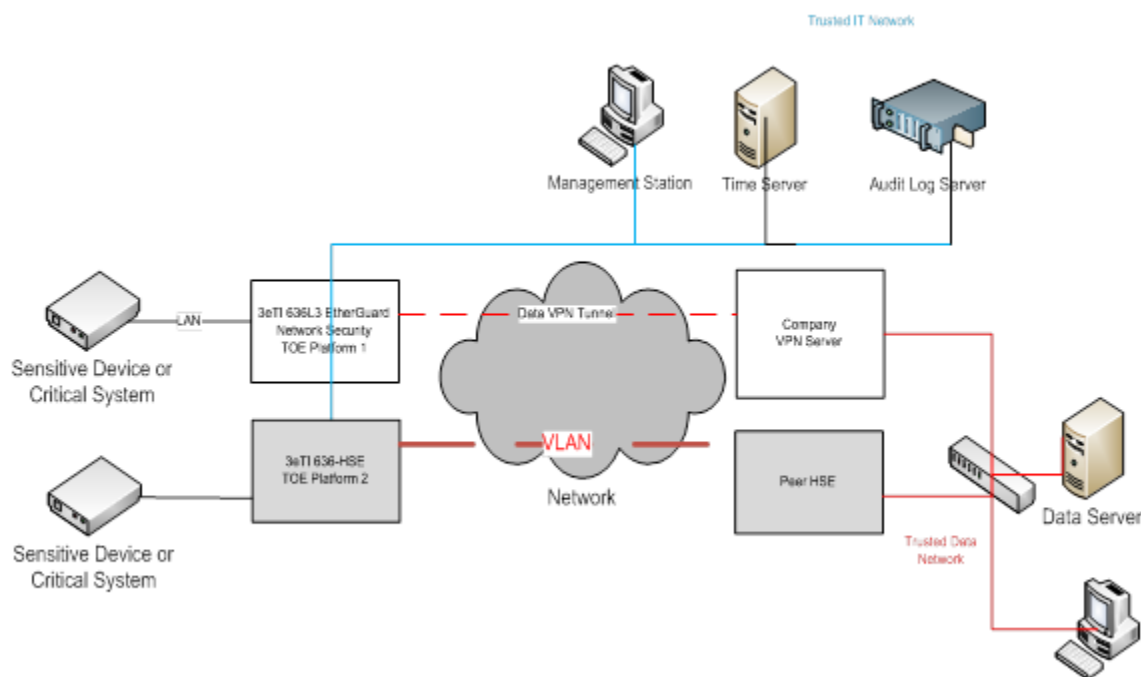 Trusted IT Network
Management Station
Time Server
Audit Log Server
LAN
3eTI 636L3 EtherGuard
Network Security
TOE Platform 1
Data VPN Tunnel
Company
VPN Server
Sensitive Device or
Critical System
3eTI 636-HSE
TOE Platform 2
VLAN
Network
Peer HSE
Data Server
Trusted Data
Network
Sensitive Device or
Critical System